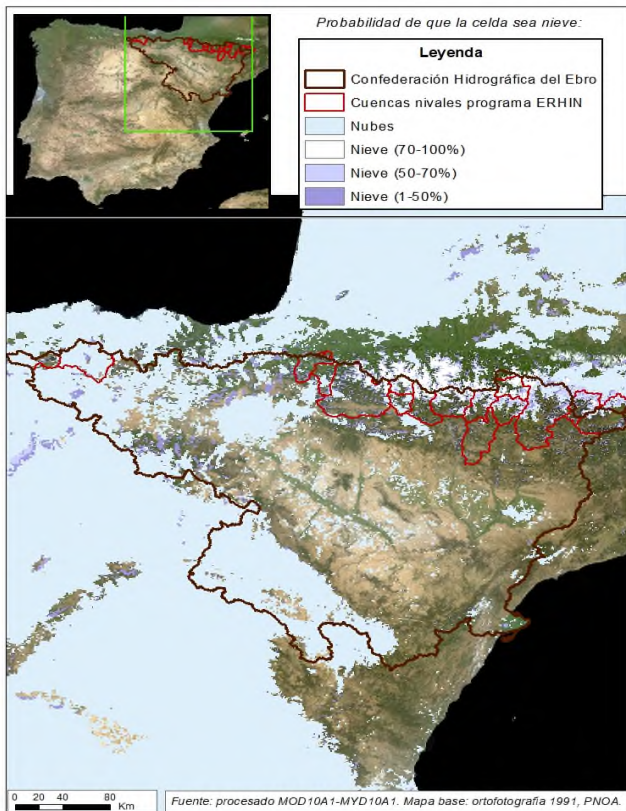 Probabilidad de que la celda sea nieve:
Leyenda
Confederación Hidrográfica del Ebro
Cuencas nivales programa ERHIN
Nubes
Nieve (70-100%)
Nieve (50-70%)
Nieve (1-50%)
0 20 40 80
Km
Fuente: procesado MOD10A1-MYD10A1. Mapa base: ortofotografia 1991, PNOA.